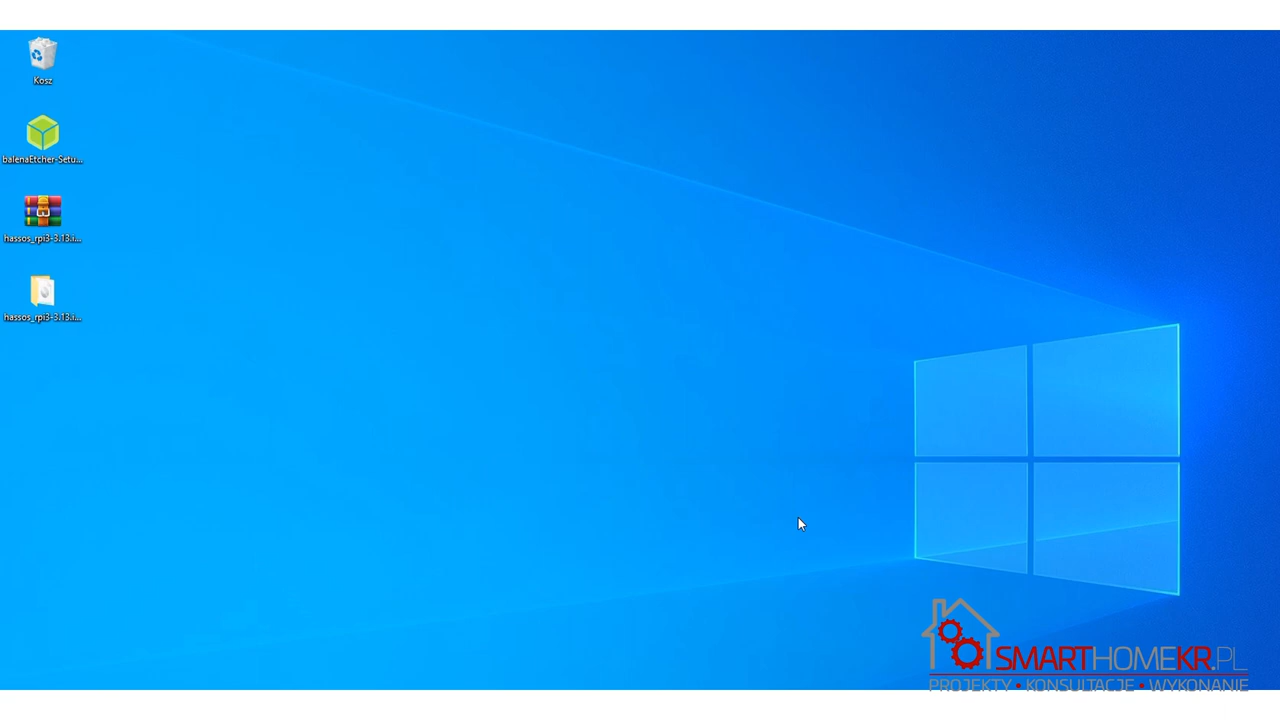 Kosz
balenaEtcher-Setu...
hassos_rpi3-3.13.i...
hassos_rpi3-3.13.i...
SMARTHOMEKR.PL
PROJEKTY • KONSULTACJE • WYKONANIE